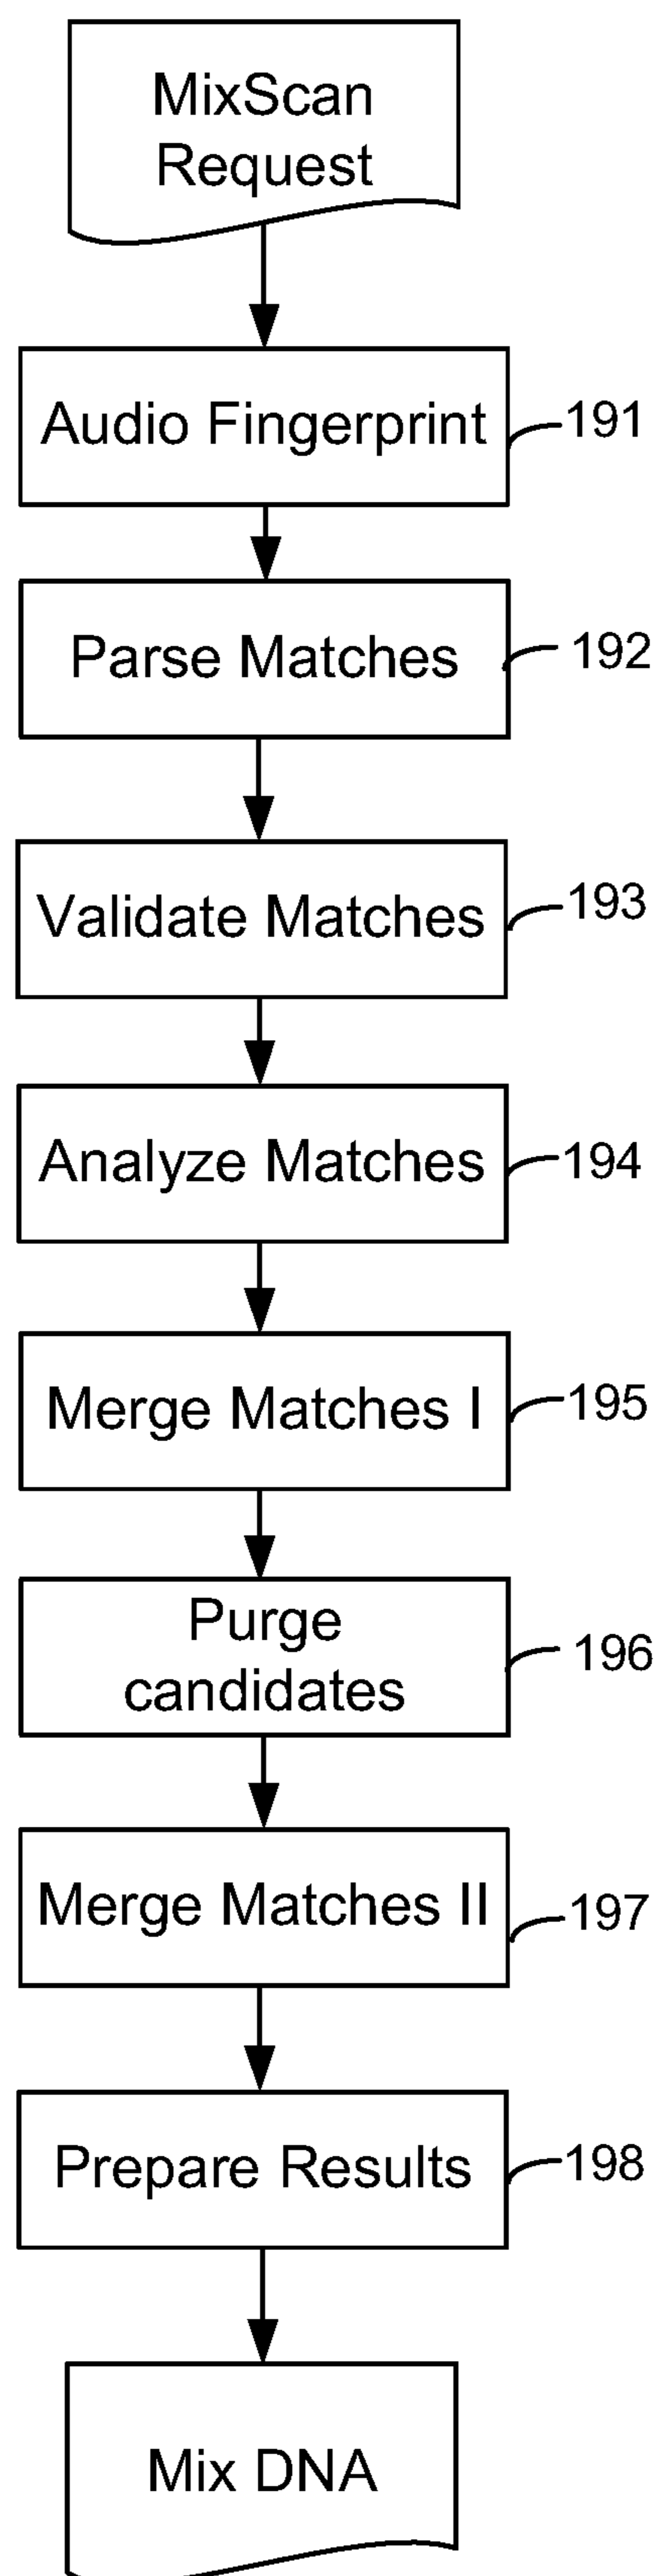 MixScan
Request
Audio Fingerprint
191
Parse Matches
192
Validate Matches
193
Analyze Matches
194
Merge Matches I
195
Purge
candidates
196
Merge Matches II
197
Prepare Results
198
Mix DNA